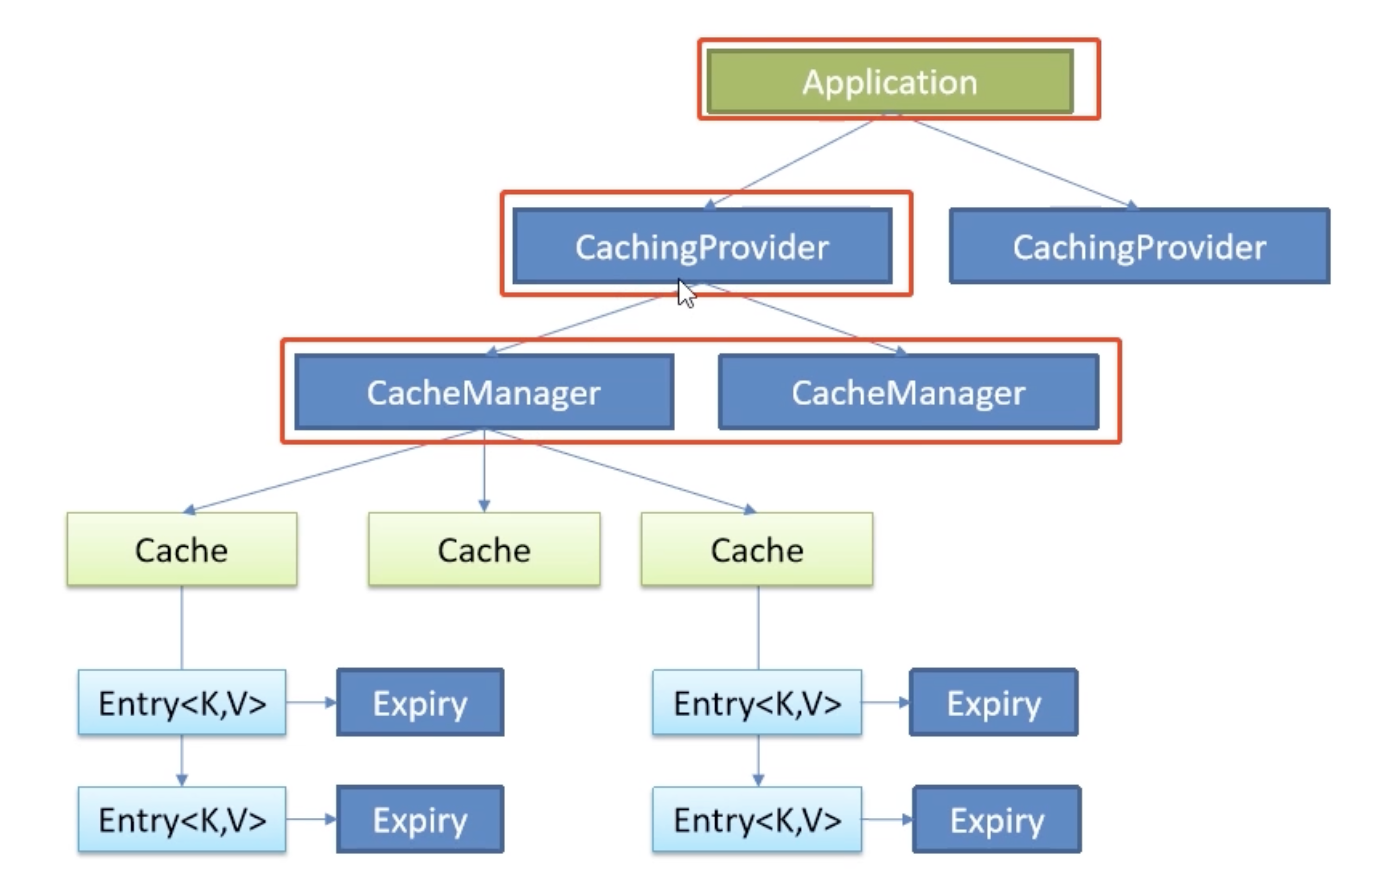 Application
CachingProvider
CachingProvider
CacheManager
CacheManager
Cache
Cache
Cache
Entry<K,V>
Expiry
Entry<K,V>
Expiry
Entry<K,V>
Expiry
Entry<K,V>
Expiry